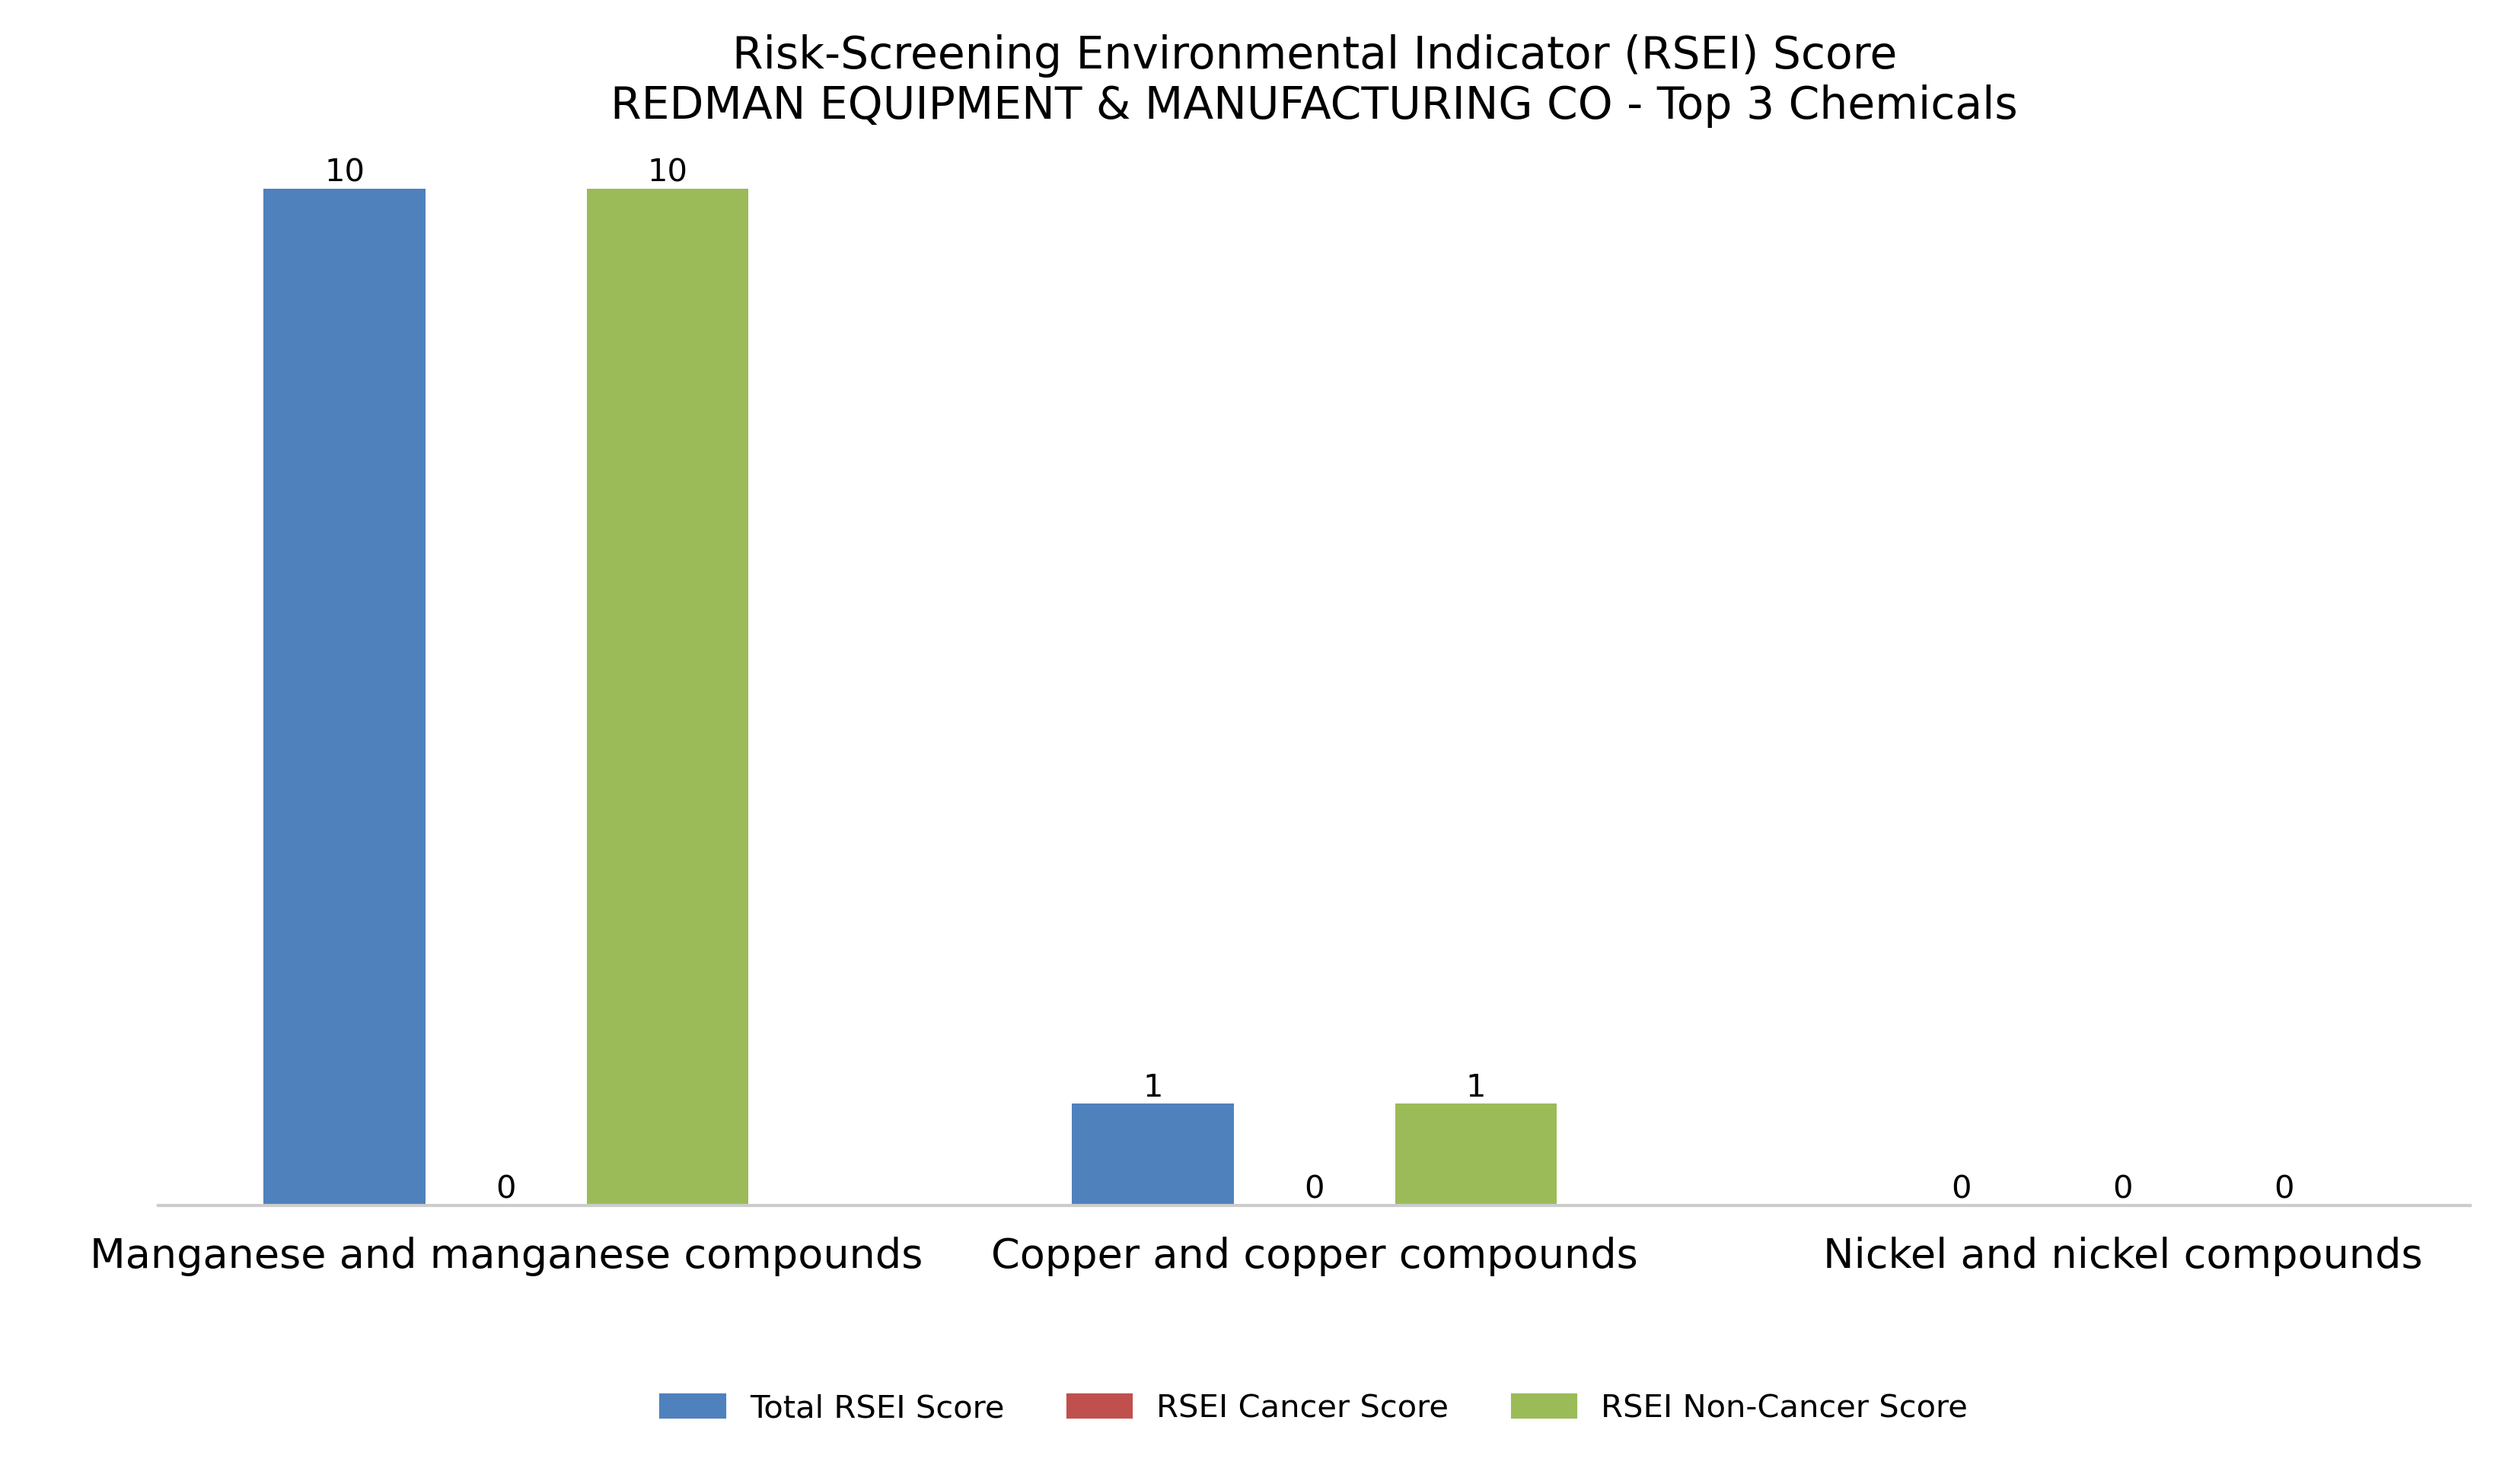 Risk-Screening Environmental Indicator (RSEI) Score
REDMAN EQUIPMENT & MANUFACTURING CO - Top 3 Chemicals
10
0
10
1
0
1
0
0
0
Manganese and manganese compounds
Copper and copper compounds
Nickel and nickel compounds
Total RSEI Score
RSEI Cancer Score
RSEI Non-Cancer Score